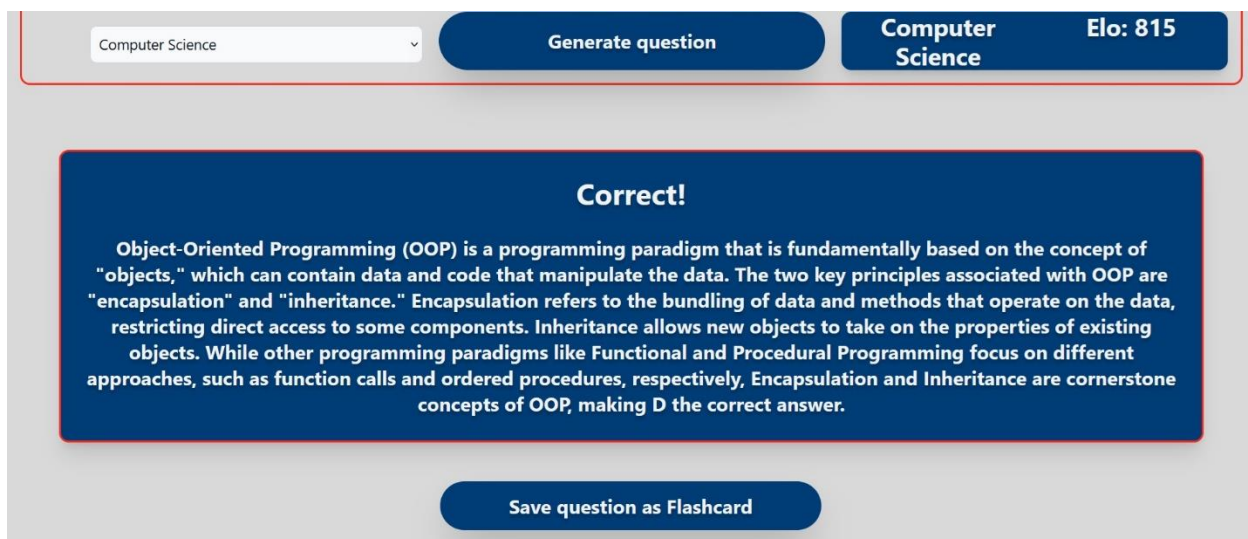 Computer Science
Generate question
Computer
Science
Elo: 815
Correct!
Object-Oriented Programming (OOP) is a programming paradigm that is fundamentally based on the concept of
"objects," which can contain data and code that manipulate the data. The two key principles associated with OOP are
"encapsulation" and "inheritance." Encapsulation refers to the bundling of data and methods that operate on the data,
restricting direct access to some components. Inheritance allows new objects to take on the properties of existing
objects. While other programming paradigms like Functional and Procedural Programming focus on different
approaches, such as function calls and ordered procedures, respectively, Encapsulation and Inheritance are cornerstone
concepts of OOP, making D the correct answer.
Save question as Flashcard